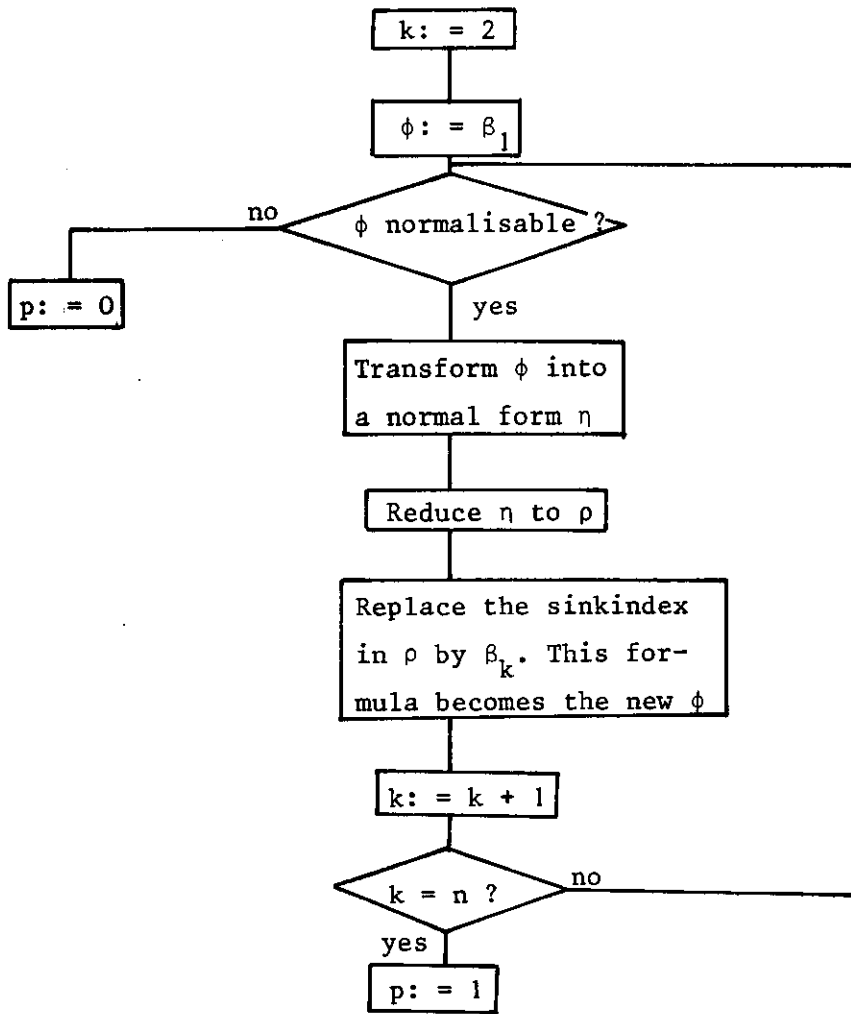 k: = 2
ϕ: = β₁
ϕ normalisable ?
no
yes
p: = 0
Transform ϕ into
a normal form η
Reduce η to ρ
Replace the sinkindex
in ρ by βₖ. This for-
mula becomes the new ϕ
k: = k + 1
k = n ?
no
yes
p: = 1